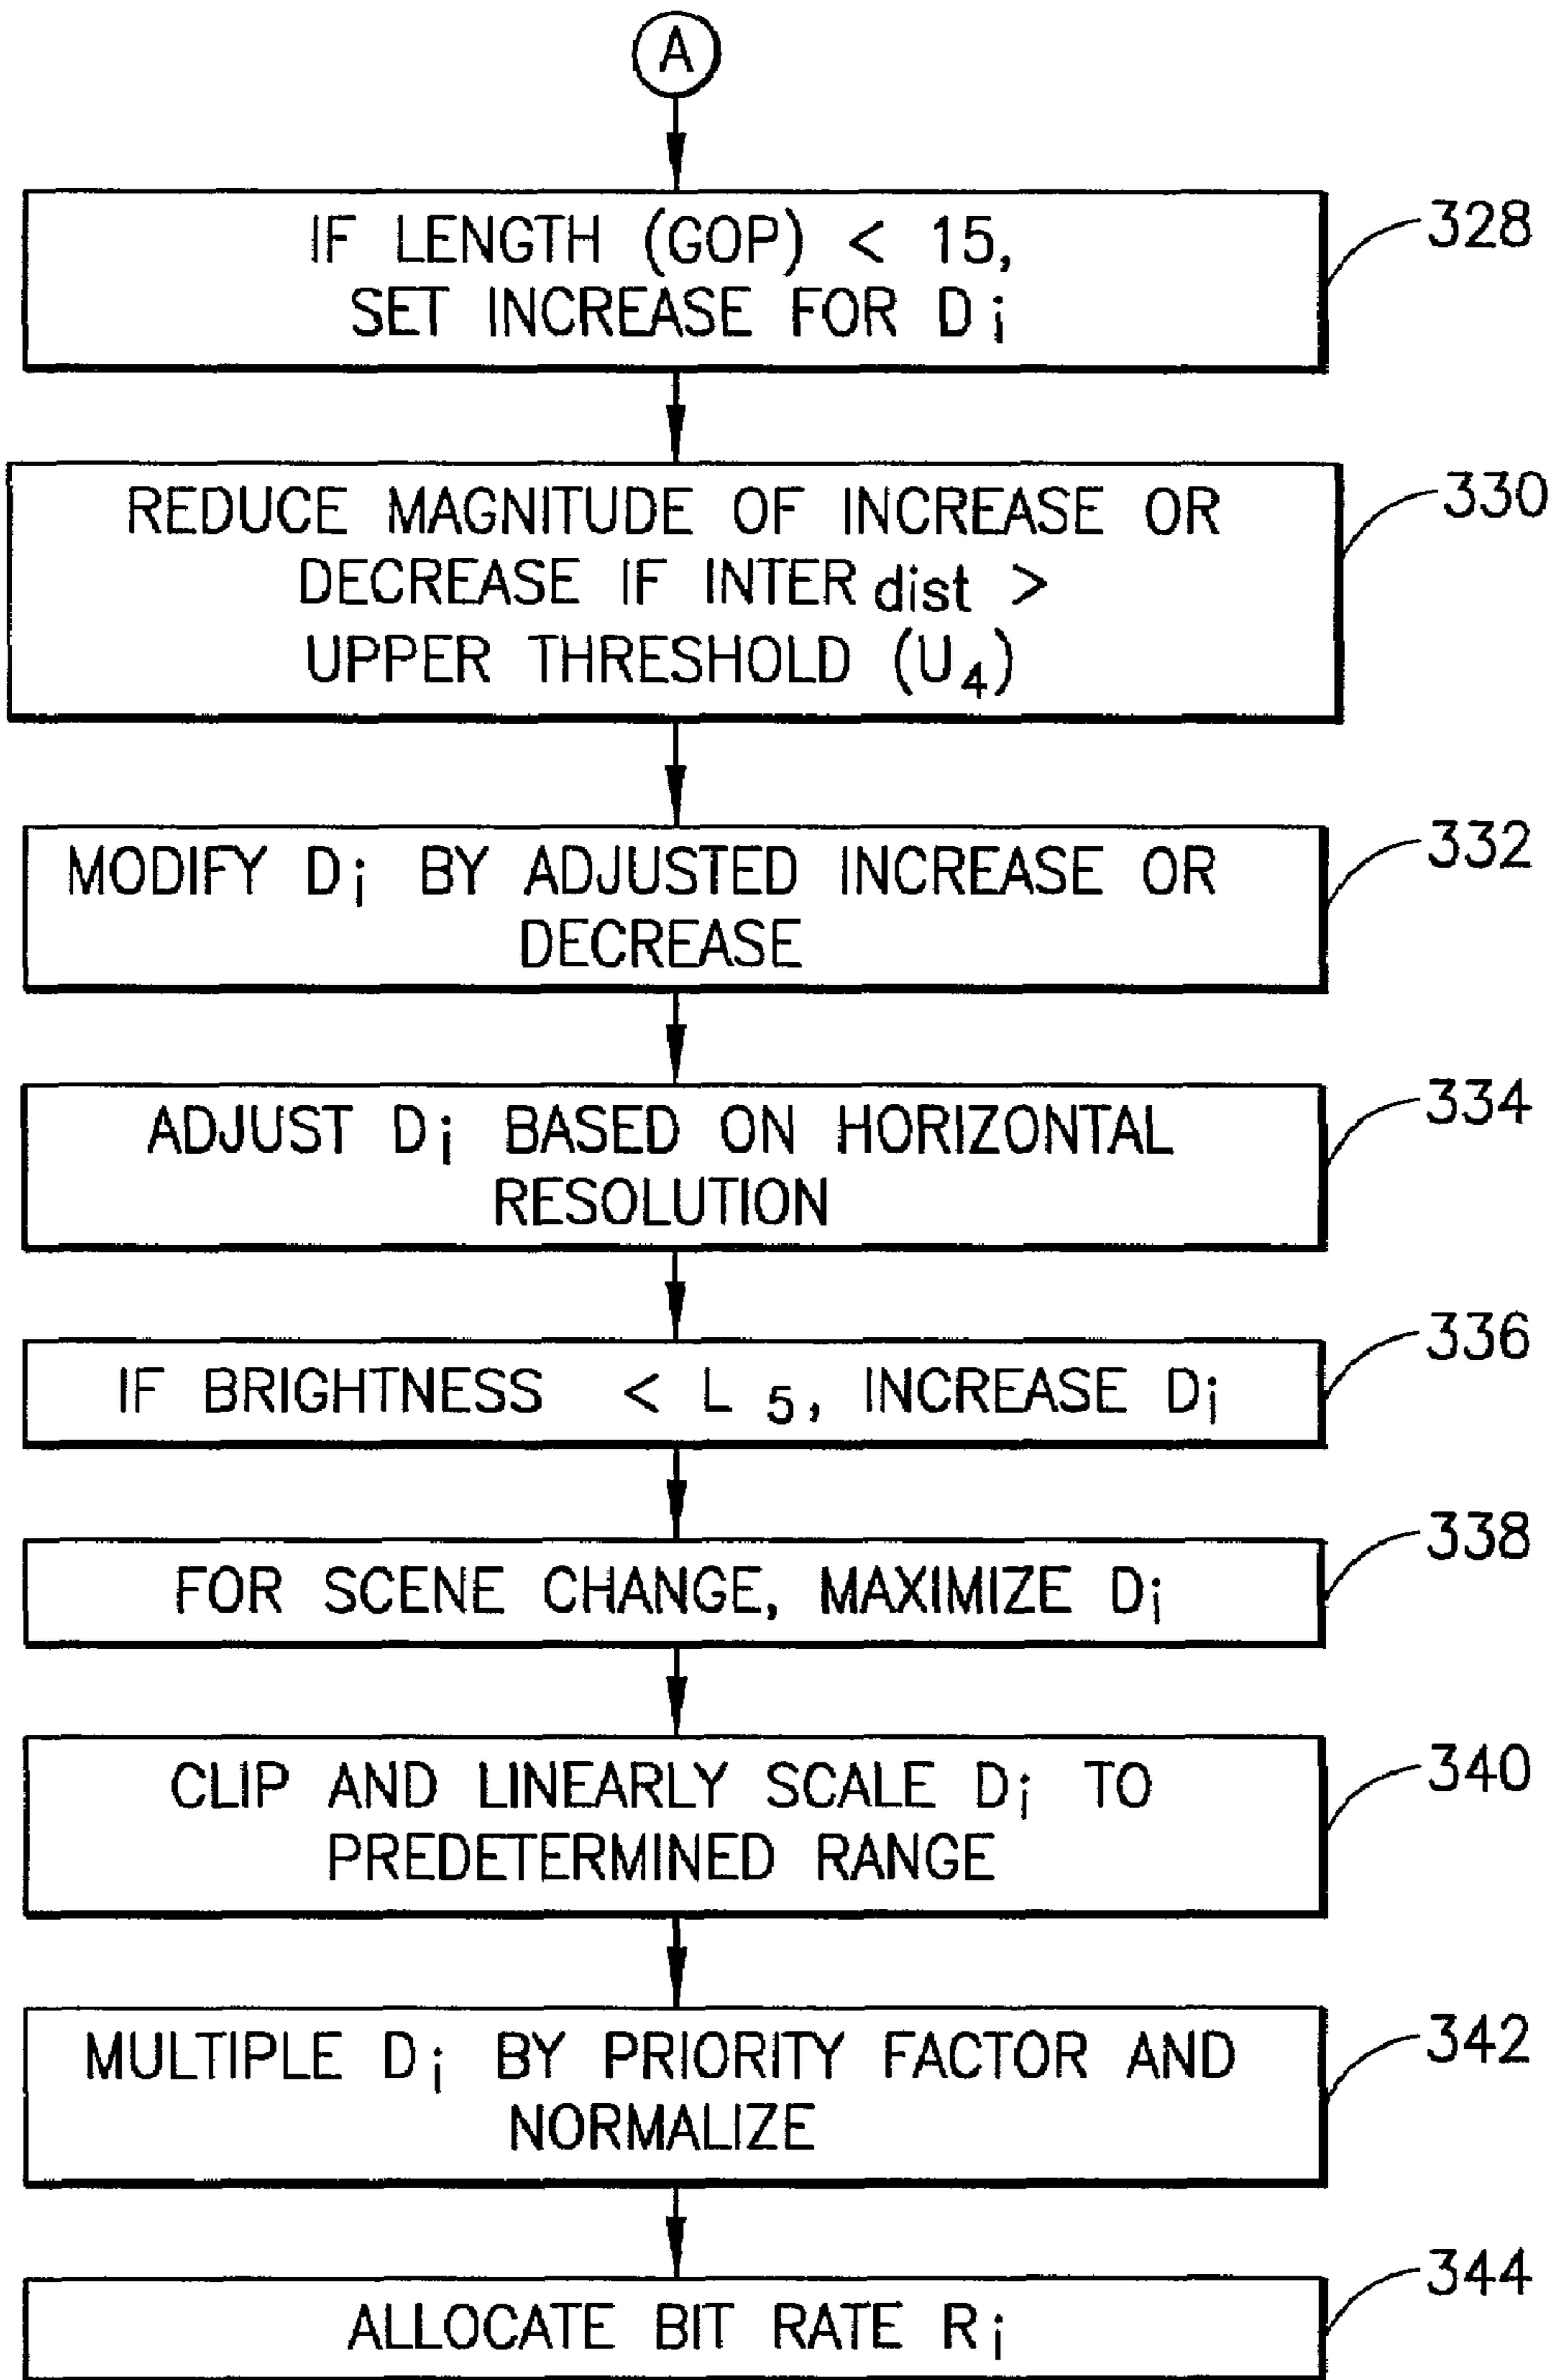 A
IF LENGTH (GOP) < 15,
SET INCREASE FOR Di
328
REDUCE MAGNITUDE OF INCREASE OR
DECREASE IF INTER dist >
UPPER THRESHOLD (U4)
330
MODIFY Di BY ADJUSTED INCREASE OR
DECREASE
332
ADJUST Di BASED ON HORIZONTAL
RESOLUTION
334
IF BRIGHTNESS < L 5, INCREASE Di
336
FOR SCENE CHANGE, MAXIMIZE Di
338
CLIP AND LINEARLY SCALE Di TO
PREDETERMINED RANGE
340
MULTIPLE Di BY PRIORITY FACTOR AND
NORMALIZE
342
ALLOCATE BIT RATE Ri
344